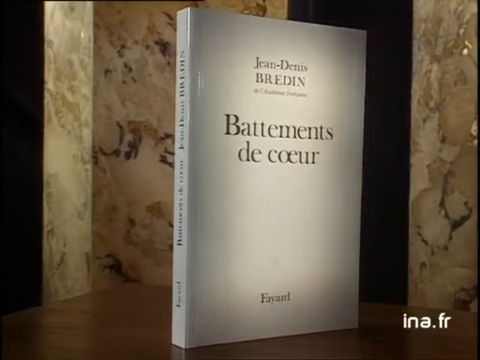 Jean-Denis
BREDIN
de l'Académie française
Battements
de cœur
Fayard
Fayard Battements de cœur Jean-Denis BREDIN
ina.fr